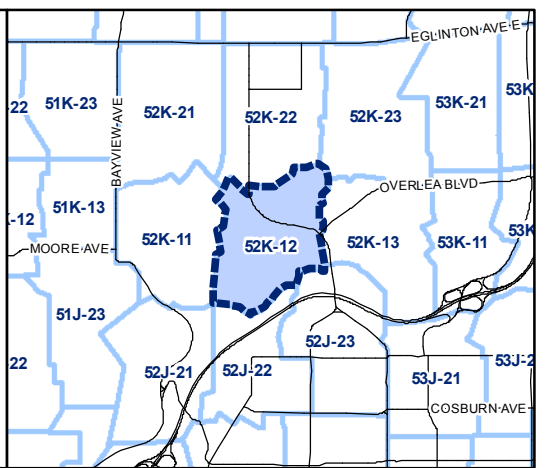 EGLINTON AVE E
22
51K-23
BAYVIEW AVE
52K-21
52K-22
52K-23
53K-21
53K
OVERLEA BLVD
51K-13
-12
MOORE AVE
52K-11
52K-12
52K-13
53K-11
53K
51J-23
52J-23
22
52J-21
52J-22
53J-21
53J-2
COSBURN AVE